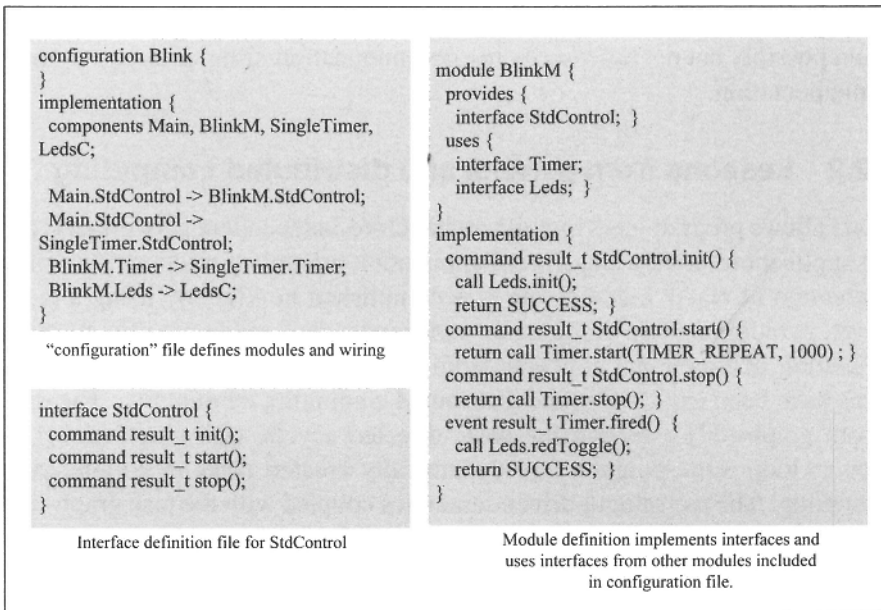 configuration Blink {
}
implementation {
components Main, BlinkM, SingleTimer,
LedsC;
Main.StdControl -> BlinkM.StdControl;
Main.StdControl ->
SingleTimer.StdControl;
BlinkM.Timer -> SingleTimer.Timer;
BlinkM.Leds -> LedsC;
}
"configuration" file defines modules and wiring
interface StdControl {
command result_t init();
command result_t start();
command result_t stop();
}
Interface definition file for StdControl
module BlinkM {
provides {
interface StdControl; }
uses {
interface Timer;
interface Leds; }
}
implementation {
command result_t StdControl.init() {
call Leds.init();
return SUCCESS; }
command result_t StdControl.start() {
return call Timer.start(TIMER_REPEAT, 1000) ; }
command result_t StdControl.stop() {
return call Timer.stop(); }
event result_t Timer.fired() {
call Leds.redToggle();
return SUCCESS; }
}
Module definition implements interfaces and
uses interfaces from other modules included
in configuration file.